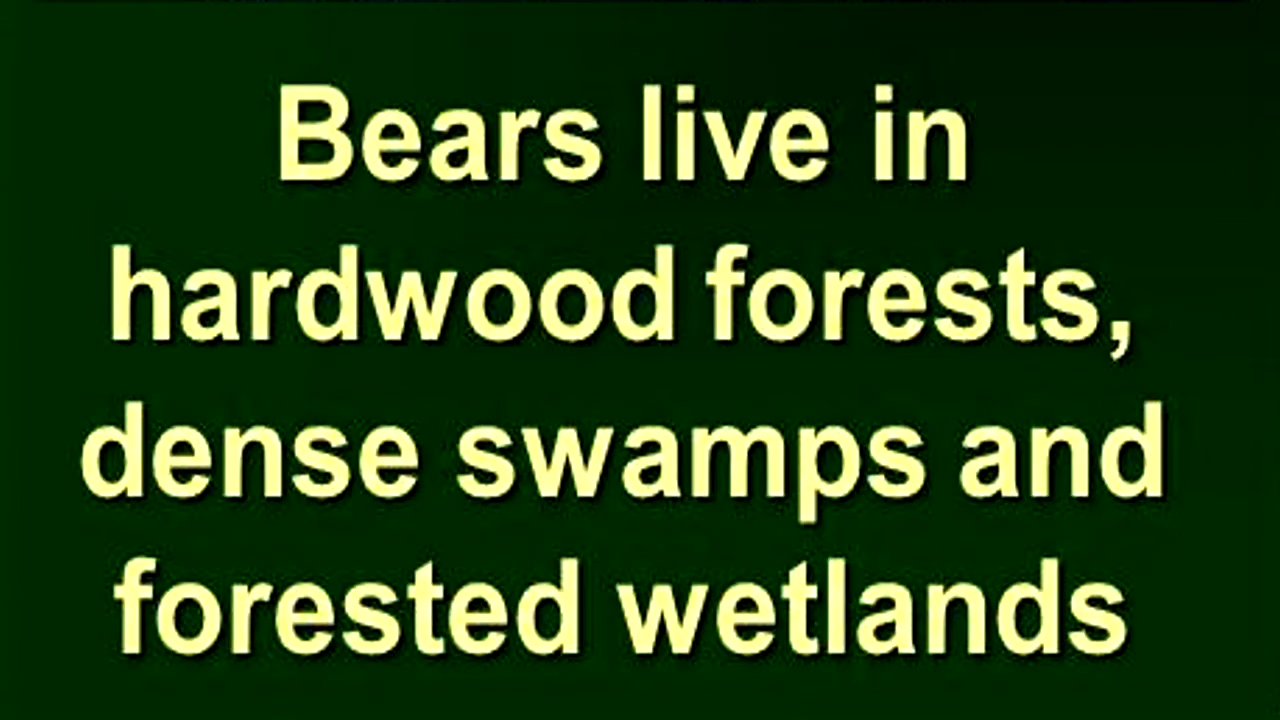 Bears live in
hardwood forests,
dense swamps and
forested wetlands